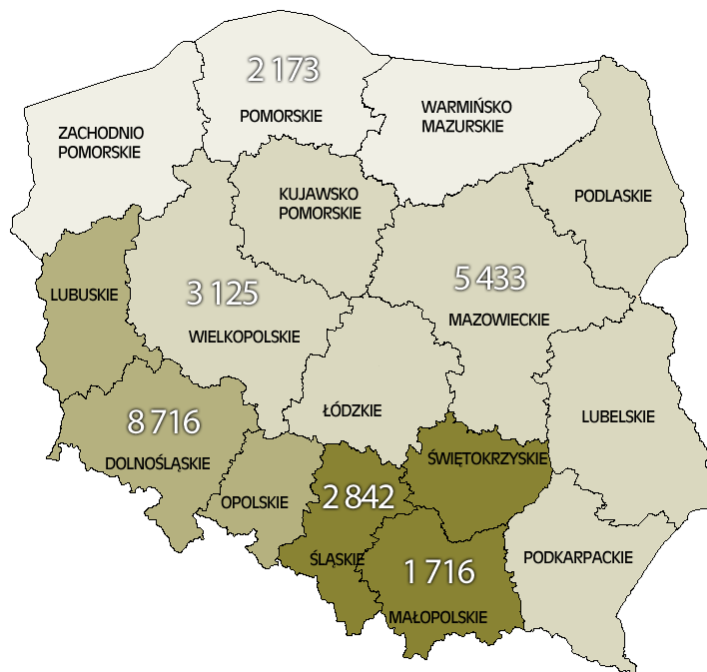 2 173
POMORSKIE
WARMIŃSKO
MAZURSKIE
ZACHODNIO
POMORSKIE
KUJAWSKO
POMORSKIE
PODLASKIE
LUBUSKIE
3 125
WIELKOPOLSKIE
5 433
MAZOWIECKIE
ŁÓDZKIE
LUBELSKIE
8 716
DOLNOŚLĄSKIE
OPOLSKIE
2 842
ŚLĄSKIE
ŚWIĘTOKRZYSKIE
1 716
MAŁOPOLSKIE
PODKARPACKIE